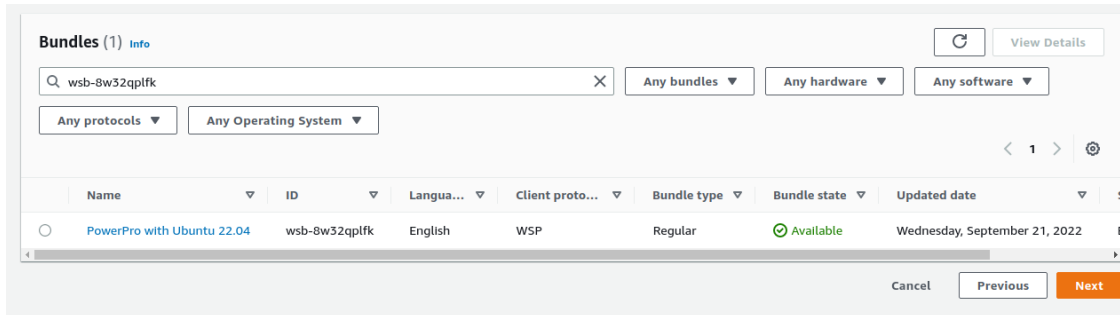 Bundles (1) Info
View Details
wsb-8w32qplfk
Any bundles
Any hardware
Any software
Any protocols
Any Operating System
1
Name
ID
Langua...
Client proto...
Bundle type
Bundle state
Updated date
PowerPro with Ubuntu 22.04
wsb-8w32qplfk
English
WSP
Regular
Available
Wednesday, September 21, 2022
Cancel
Previous
Next